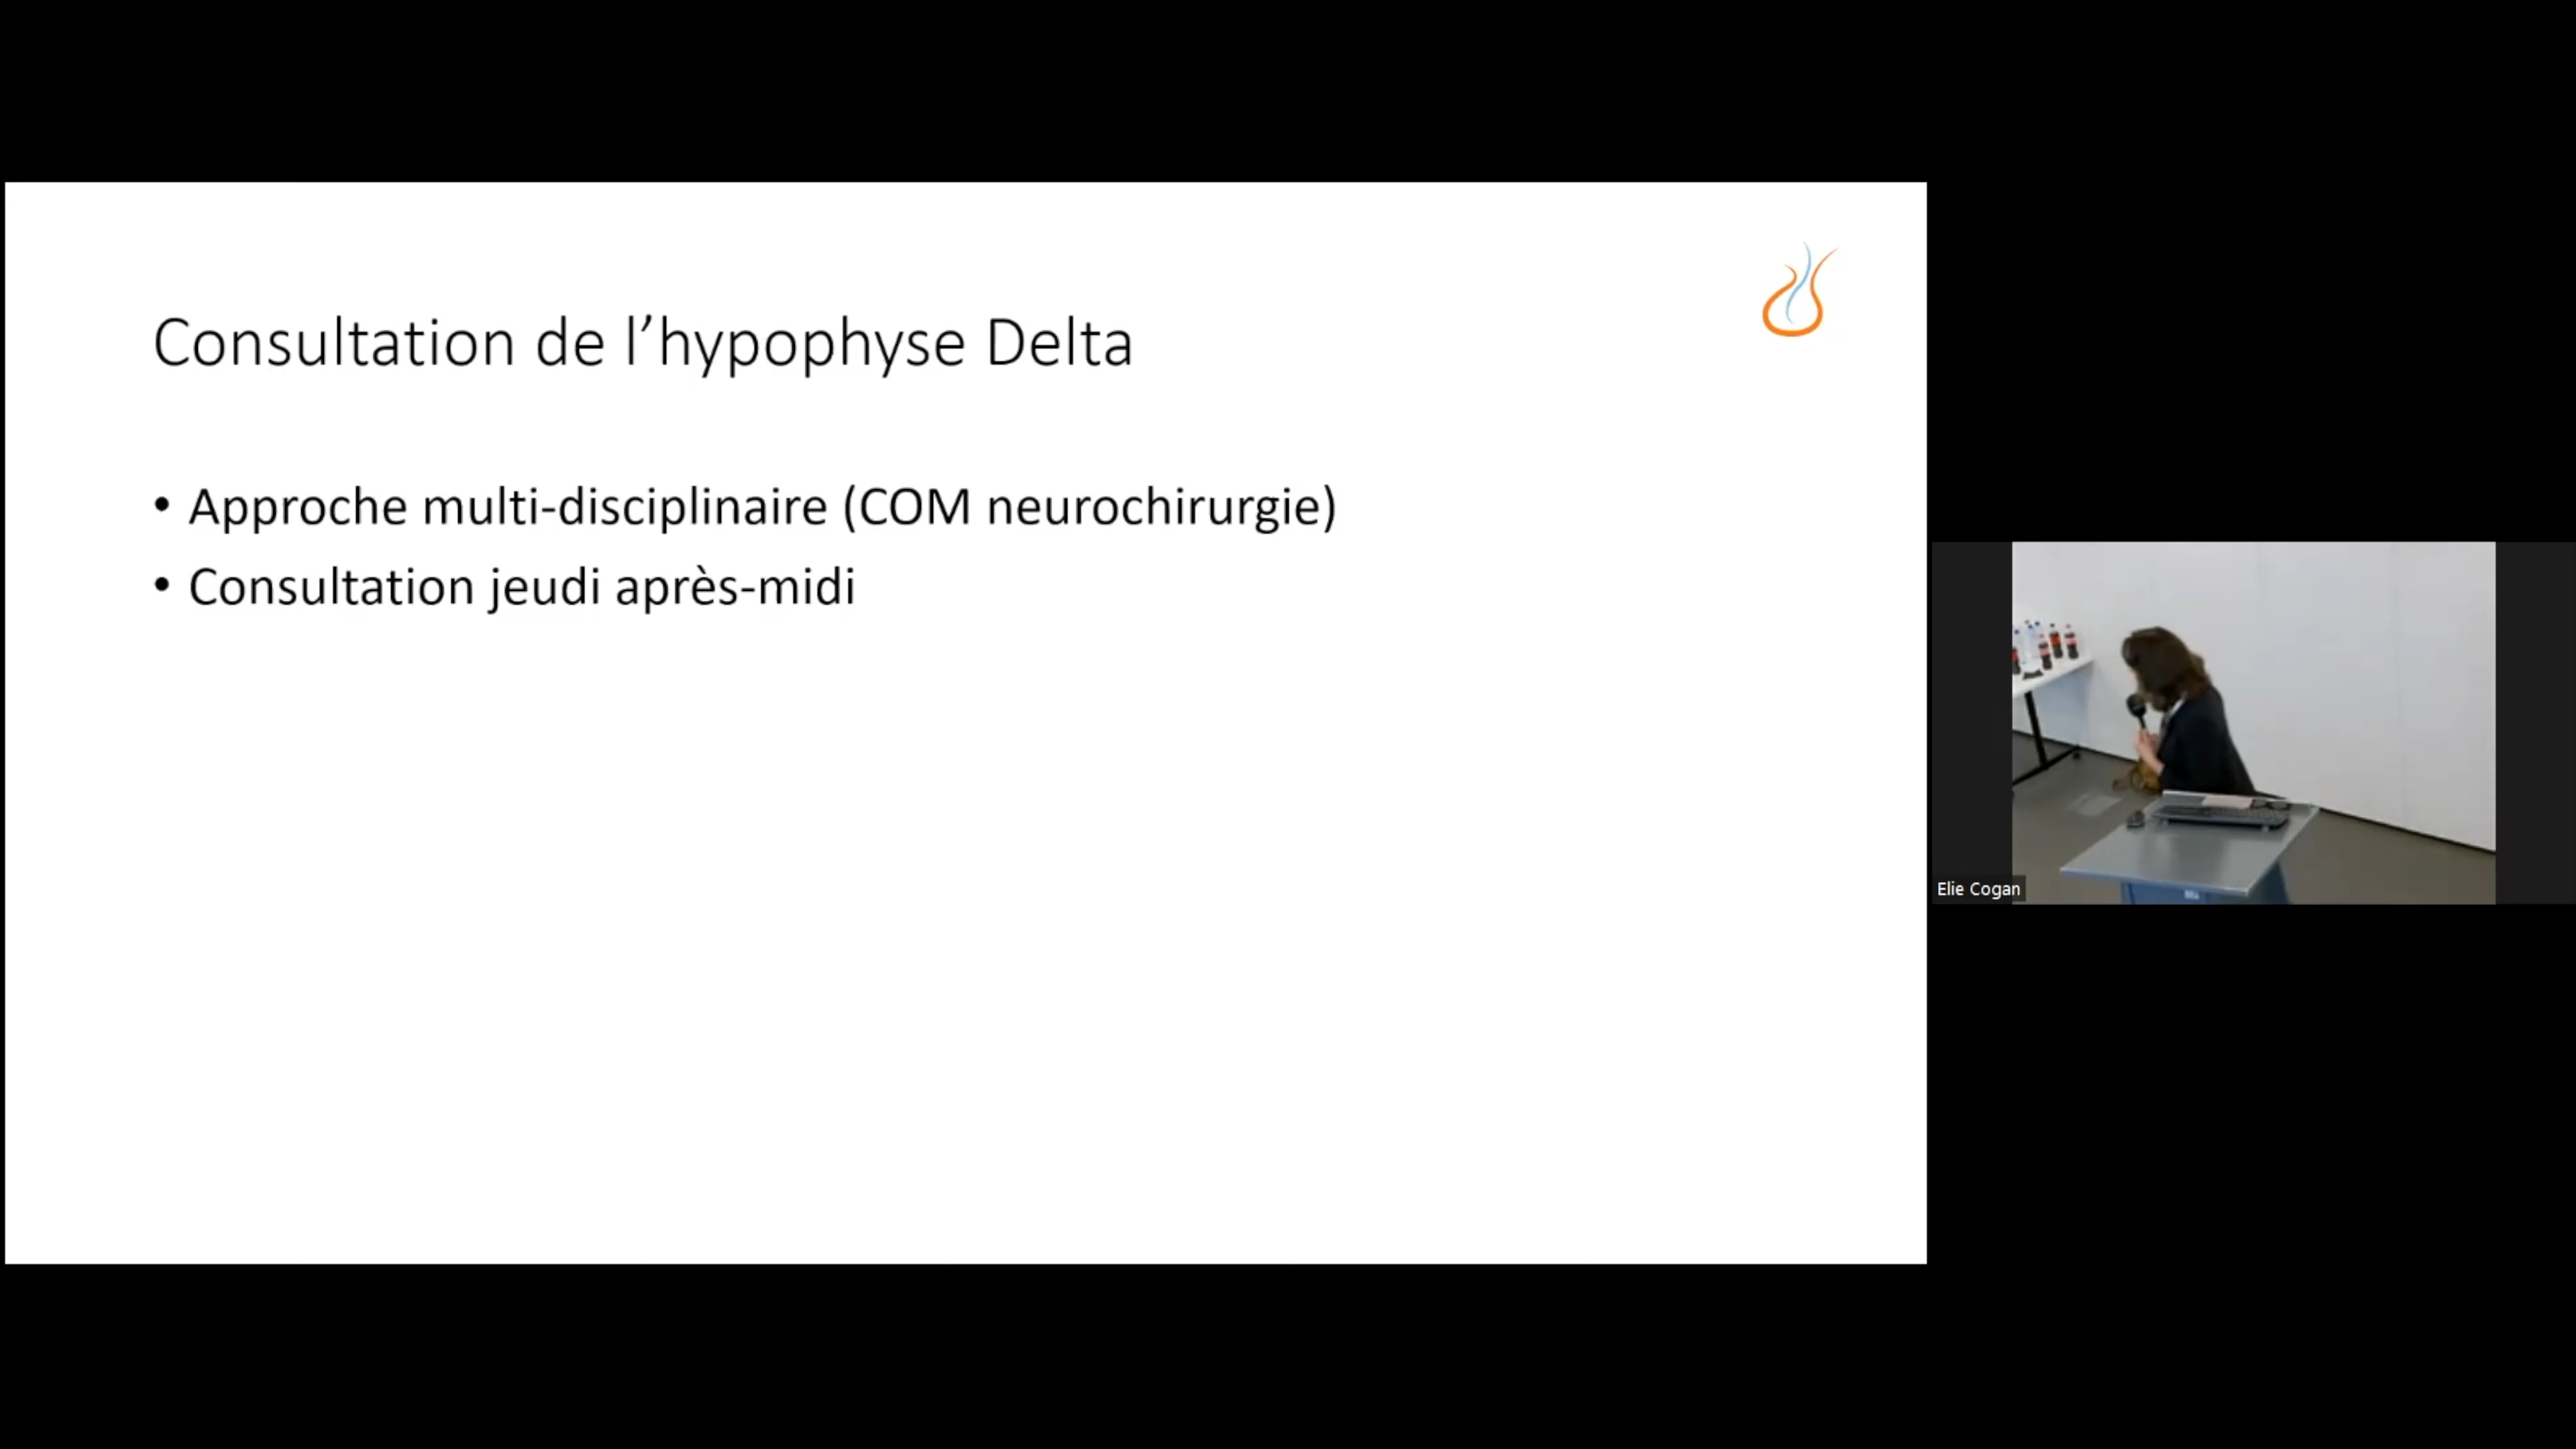 Consultation de l’hypophyse Delta
• Approche multi-disciplinaire (COM neurochirurgie)
• Consultation jeudi après-midi
Elie Cogan